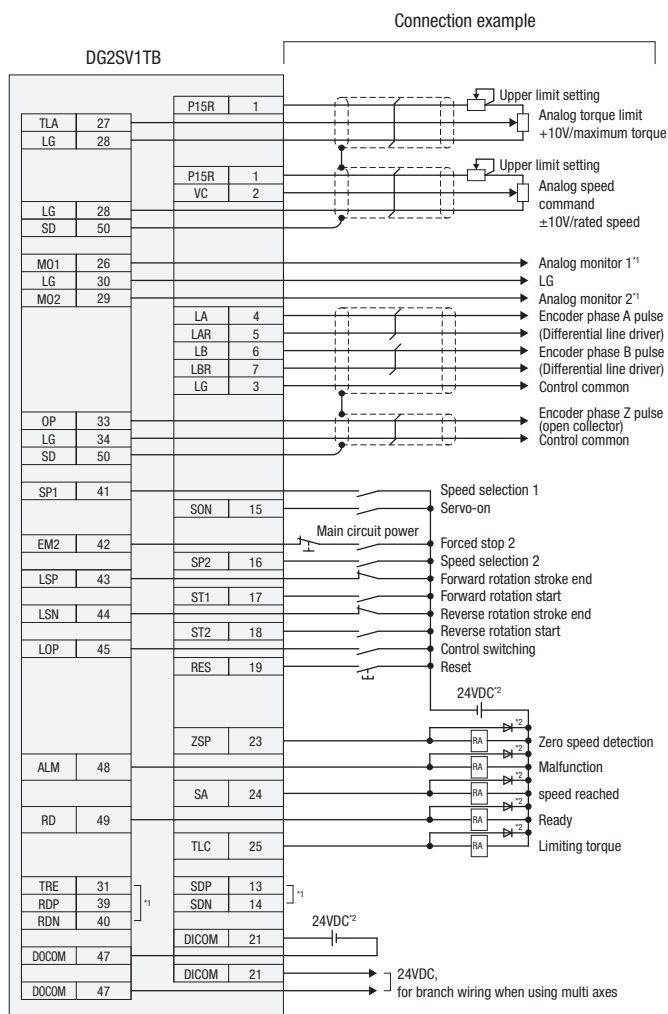 Connection example
DG2SV1TB
P15R 1
Upper limit setting
TLA 27
LG 28
Analog torque limit
+10V/maximum torque
P15R 1
Upper limit setting
VC 2
Analog speed
command
±10V/rated speed
LG 28
SD 50
MO1 26
Analog monitor 1*1
LG 30
LG
MO2 29
Analog monitor 2*1
LA 4
Encoder phase A pulse
LAR 5
(Differential line driver)
LB 6
Encoder phase B pulse
LBR 7
(Differential line driver)
LG 3
Control common
OP 33
Encoder phase Z pulse
(open collector)
LG 34
Control common
SD 50
SP1 41
Speed selection 1
SON 15
Servo-on
Main circuit power
EM2 42
Forced stop 2
SP2 16
Speed selection 2
LSP 43
Forward rotation stroke end
ST1 17
Forward rotation start
LSN 44
Reverse rotation stroke end
ST2 18
Reverse rotation start
LOP 45
Control switching
RES 19
Reset
24VDC*2
*2
ZSP 23
RA
Zero speed detection
*2
ALM 48
RA
Malfunction
*2
SA 24
RA
speed reached
*2
RD 49
RA
Ready
*2
TLC 25
RA
Limiting torque
TRE 31
SDP 13
RDP 39
*1
SDN 14
*1
RDN 40
24VDC*2
DICOM 21
DOCOM 47
DICOM 21
24VDC,
DOCOM 47
for branch wiring when using multi axes